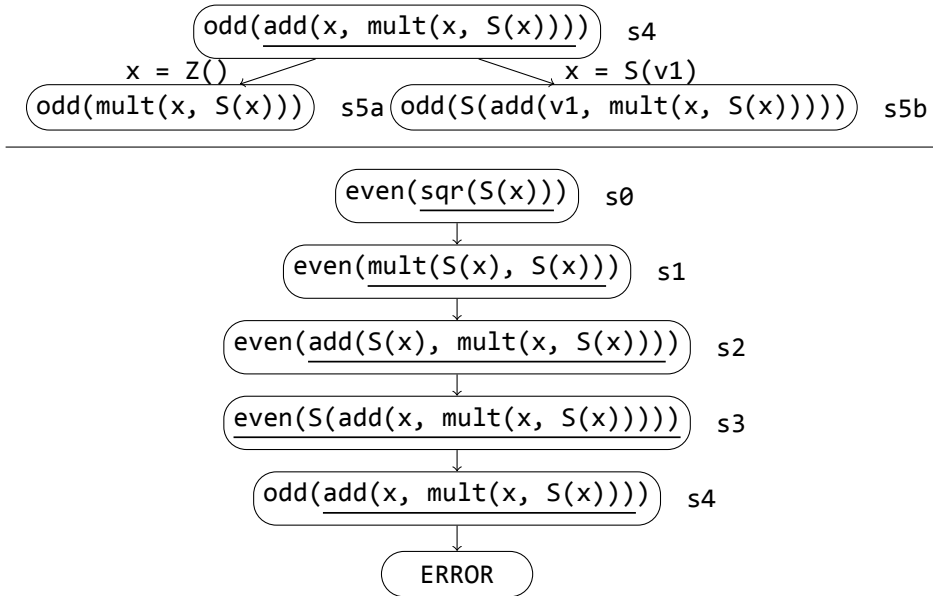 odd(add(x, mult(x, S(x)))) s4
x = Z() x = S(v1)
odd(mult(x, S(x))) s5a odd(S(add(v1, mult(x, S(x))))) s5b
even(sqr(S(x))) s0
even(mult(S(x), S(x))) s1
even(add(S(x), mult(x, S(x)))) s2
even(S(add(x, mult(x, S(x))))) s3
odd(add(x, mult(x, S(x)))) s4
ERROR